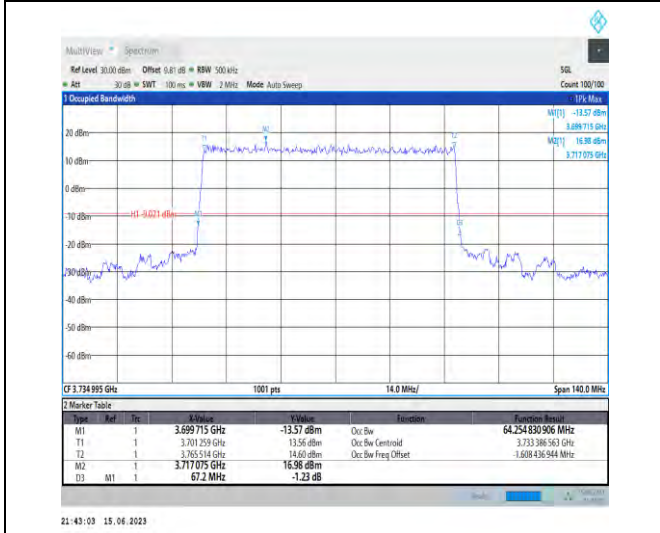 MultiView Spectrum
Ref Level 30.00 dBm Offset 9.81 dB RBW 500 kHz SGL
Att 30 dB SWT 100 ms VBW 2 MHz Mode Auto Sweep Count 100/100
1 Occupied Bandwidth 1Pk Max
M1[1] -13.57 dBm
3.699 715 GHz
M2[1] 16.98 dBm
3.717 075 GHz
20 dBm
M2
T1
T2
10 dBm
0 dBm
H1 -9.021 dBm
-10 dBm
-20 dBm
-30 dBm
-40 dBm
-50 dBm
-60 dBm
CF 3.734 995 GHz 1001 pts 14.0 MHz/ Span 140.0 MHz
2 Marker Table
Type Ref Trc X-Value Y-Value Function Function Result
M1 1 3.699 715 GHz -13.57 dBm Occ Bw 64.254 830 906 MHz
T1 1 3.701 259 GHz 13.56 dBm Occ Bw Centroid 3.733 386 563 GHz
T2 1 3.765 514 GHz 14.60 dBm Occ Bw Freq Offset -1.608 436 944 MHz
M2 1 3.717 075 GHz 16.98 dBm
D3 M1 1 67.2 MHz -1.23 dB
21:43:03 15.06.2023